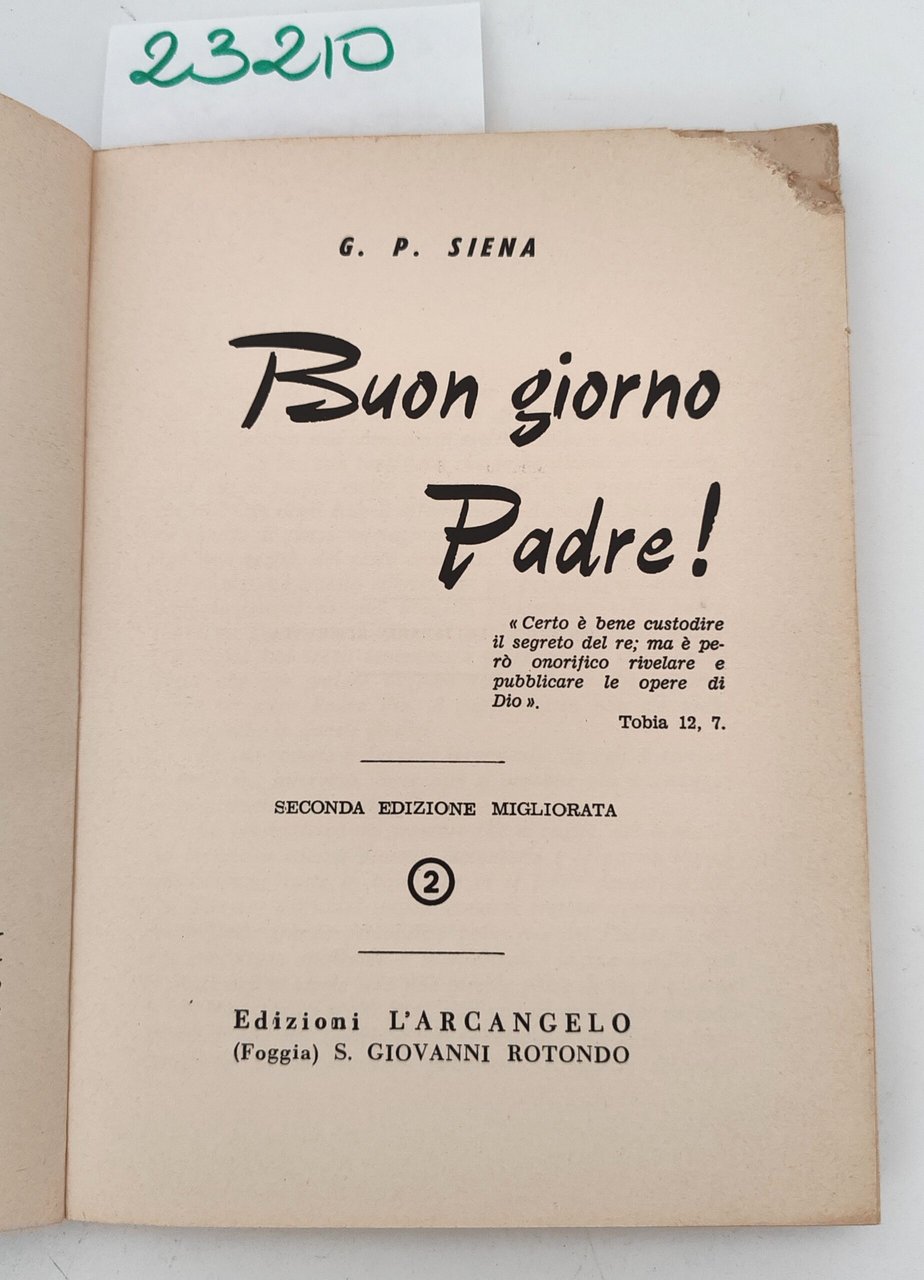 23210
G. P. SIENA
Buon giorno
Padre!
« Certo è bene custodire
il segreto del re; ma è pe-
rò onorifico rivelare e
pubblicare le opere di
Dio ».
Tobia 12, 7.
SECONDA EDIZIONE MIGLIORATA
2
Edizioni L'ARCANGELO
(Foggia) S. GIOVANNI ROTONDO